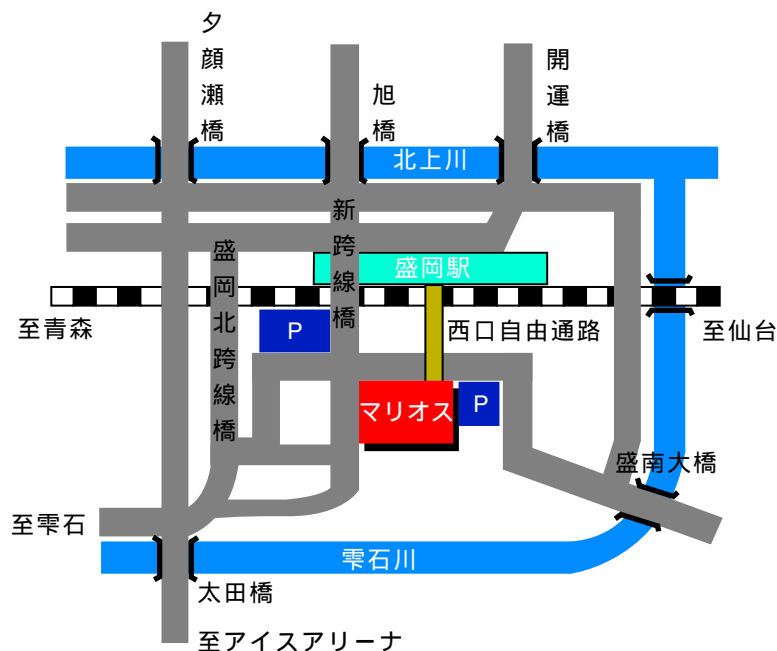 夕顔瀬橋
旭橋
開運橋
北上川
新跨線橋
盛岡北跨線橋
盛岡駅
至青森
P
西口自由通路
至仙台
マリオス
P
盛南大橋
至雫石
雫石川
太田橋
至アイスアリーナ